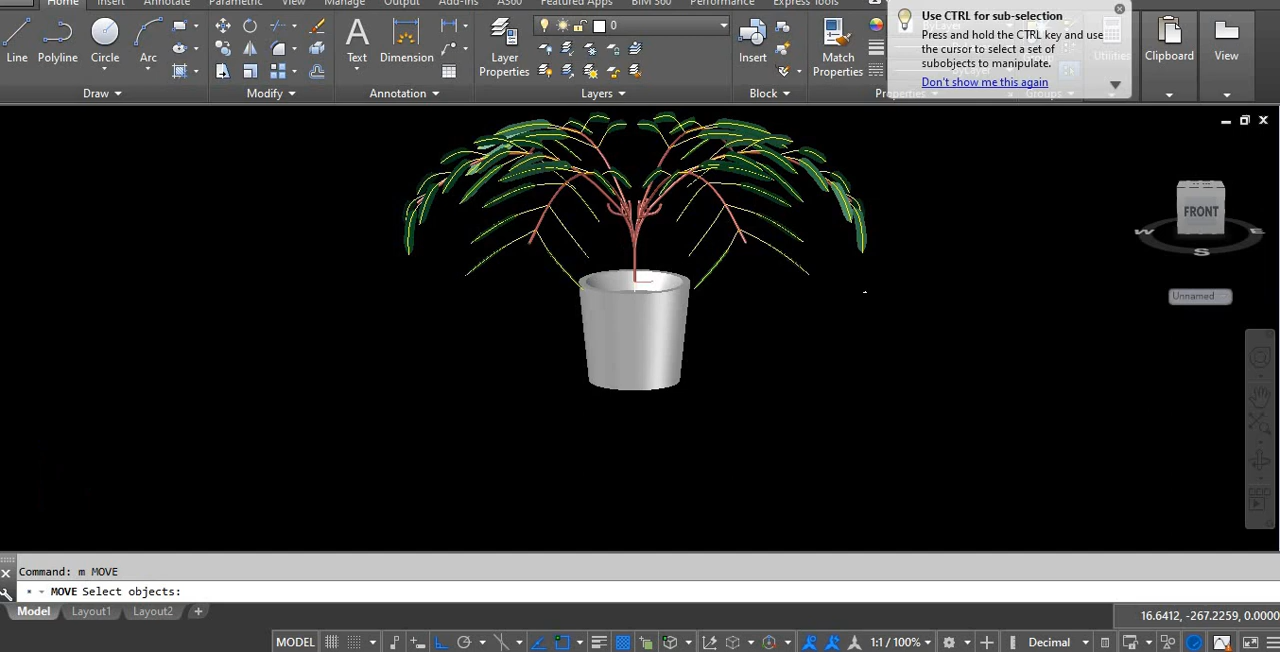 Home Insert Annotate Parametric View Manage Output Add-ins A360 Featured Apps BIM 360 Performance Express Tools
Use CTRL for sub-selection
Press and hold the CTRL key and use
the cursor to select a set of
subobjects to manipulate.
Don't show me this again
Line Polyline Circle Arc
Text Dimension
Layer
Properties
0
Insert
Match
Properties
Utilities
Clipboard
View
Draw Modify Annotation Layers Block Properties Groups
FRONT
W E
S
Unnamed
Command: m MOVE
MOVE Select objects:
Model Layout1 Layout2 +
16.6412, -267.2259, 0.0000
MODEL 1:1 / 100% Decimal